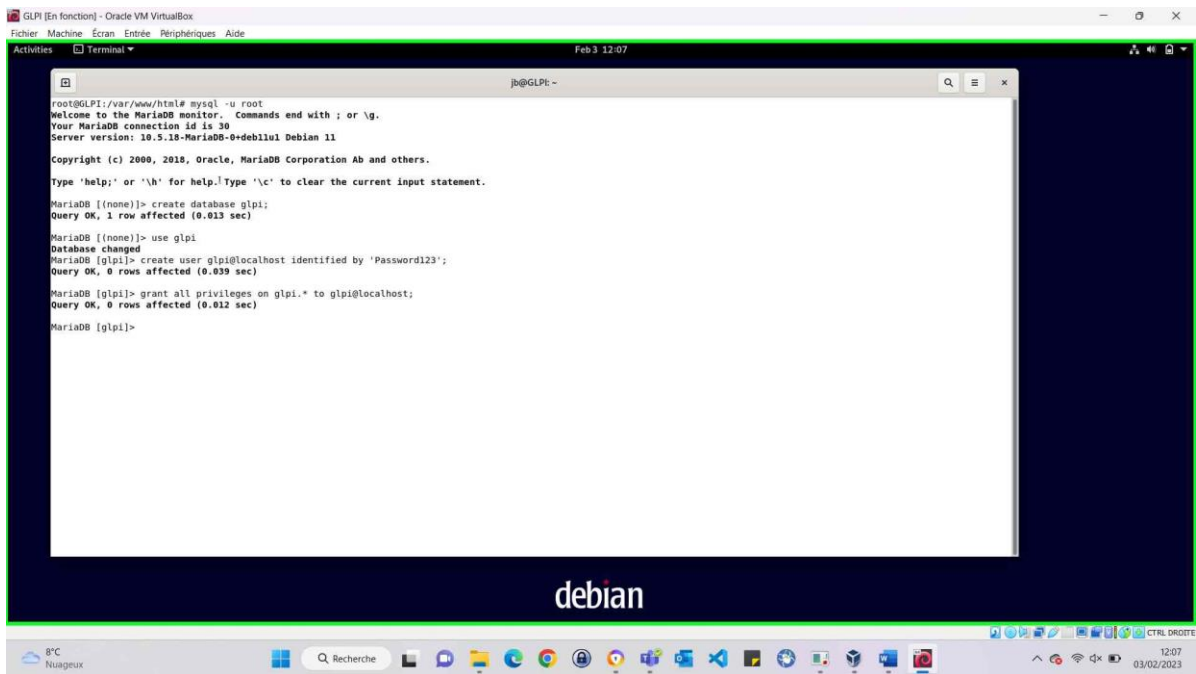 GLPI [En fonction] - Oracle VM VirtualBox
Fichier Machine Écran Entrée Périphériques Aide
Activities Terminal Feb 3 12:07
jb@GLPI: ~
root@GLPI:/var/www/html# mysql -u root
Welcome to the MariaDB monitor.  Commands end with ; or \g.
Your MariaDB connection id is 30
Server version: 10.5.18-MariaDB-0+deb11u1 Debian 11
Copyright (c) 2000, 2018, Oracle, MariaDB Corporation Ab and others.
Type 'help;' or '\h' for help. Type '\c' to clear the current input statement.
MariaDB [(none)]> create database glpi;
Query OK, 1 row affected (0.013 sec)
MariaDB [(none)]> use glpi
Database changed
MariaDB [glpi]> create user glpi@localhost identified by 'Password123';
Query OK, 0 rows affected (0.039 sec)
MariaDB [glpi]> grant all privileges on glpi.* to glpi@localhost;
Query OK, 0 rows affected (0.012 sec)
MariaDB [glpi]>
debian
CTRL DROITE
8°C
Nuageux
Recherche
12:07
03/02/2023